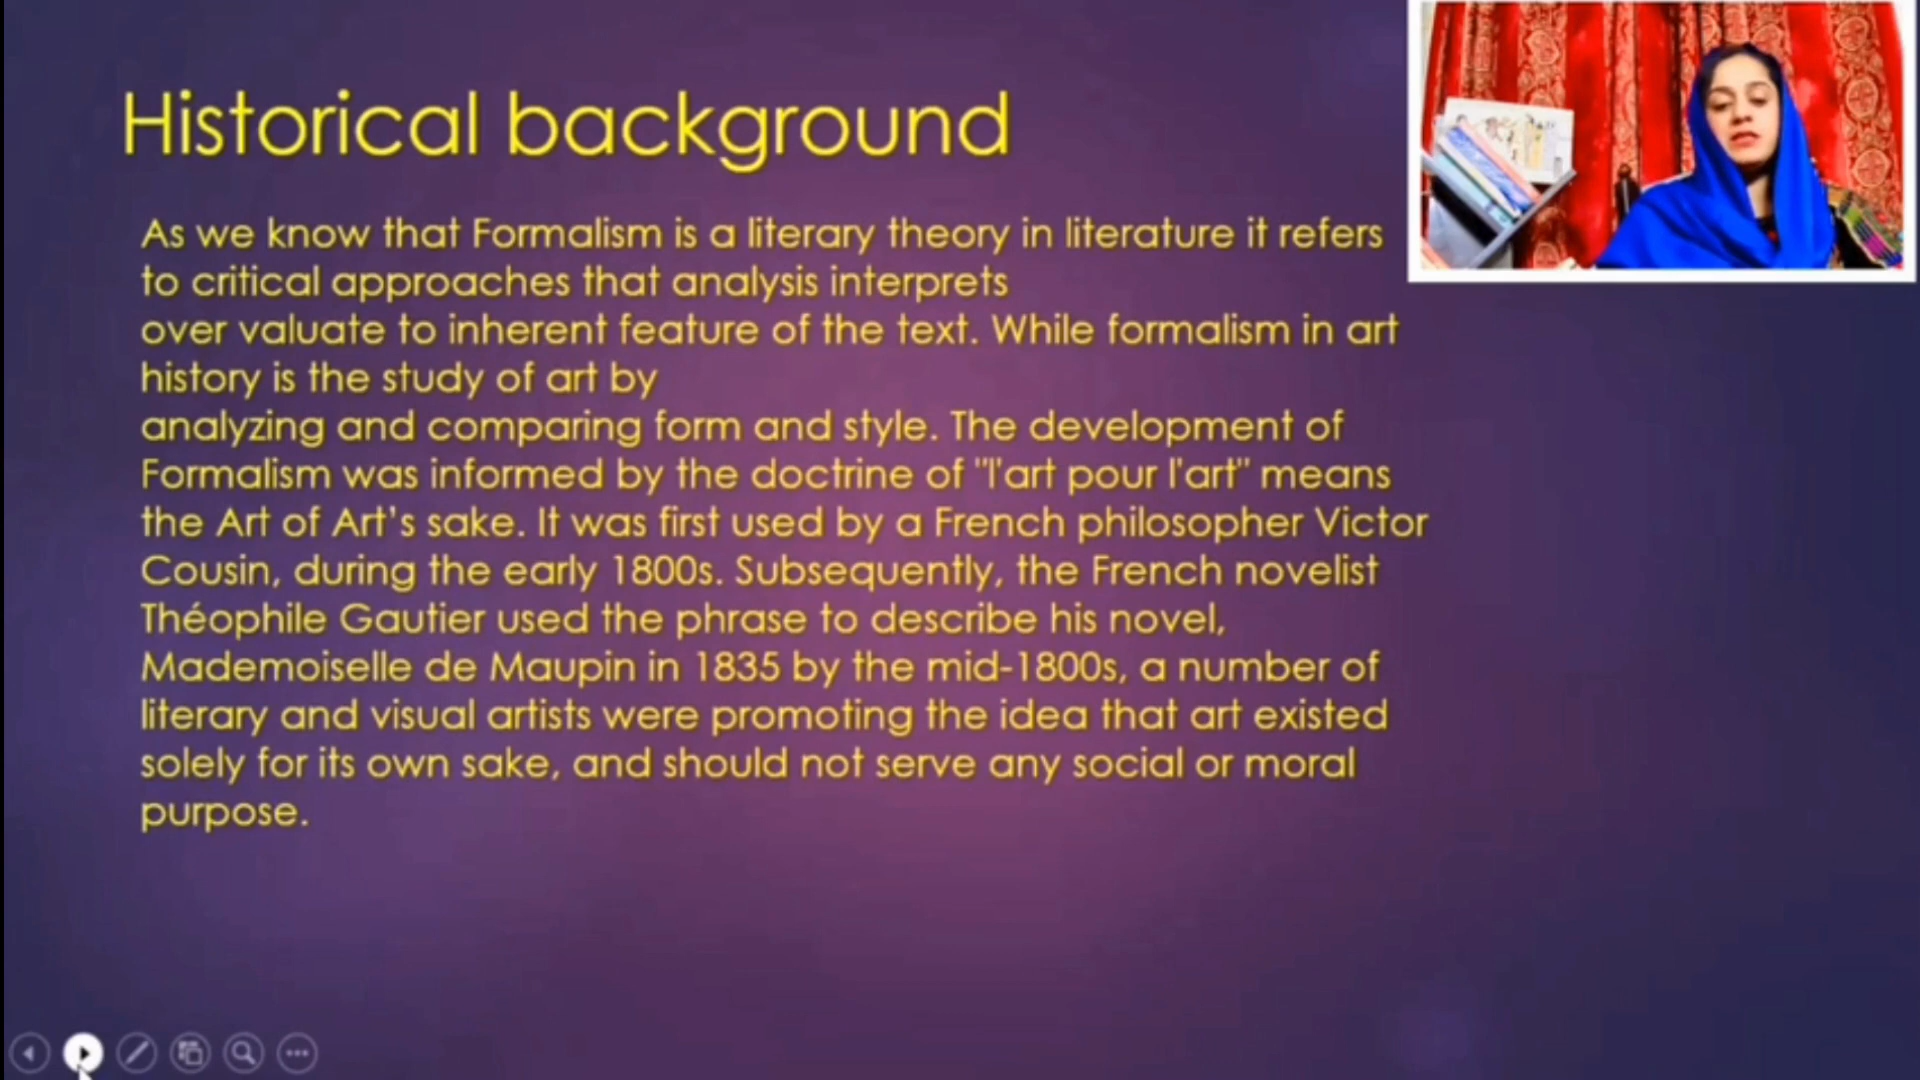 Historical background
As we know that Formalism is a literary theory in literature it refers
to critical approaches that analysis interprets
over valuate to inherent feature of the text. While formalism in art
history is the study of art by
analyzing and comparing form and style. The development of
Formalism was informed by the doctrine of "l'art pour l'art" means
the Art of Art’s sake. It was first used by a French philosopher Victor
Cousin, during the early 1800s. Subsequently, the French novelist
Théophile Gautier used the phrase to describe his novel,
Mademoiselle de Maupin in 1835 by the mid-1800s, a number of
literary and visual artists were promoting the idea that art existed
solely for its own sake, and should not serve any social or moral
purpose.